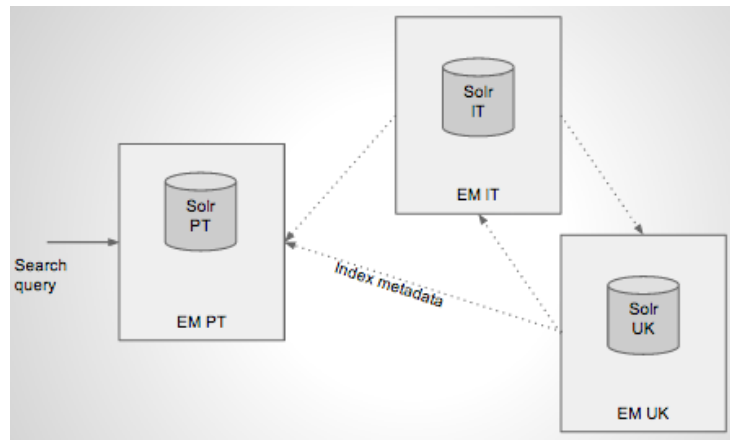 Solr
IT
EM IT
Solr
PT
EM PT
Search
query
Index metadata
Solr
UK
EM UK